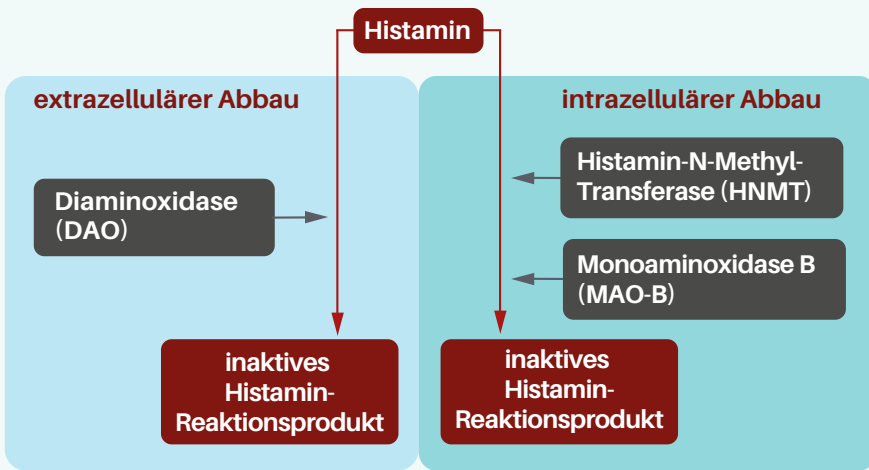 Histamin
extrazellulärer Abbau
Diaminoxidase
(DAO)
inaktives
Histamin-
Reaktionsprodukt
intrazellulärer Abbau
Histamin-N-Methyl-
Transferase (HNMT)
Monoaminoxidase B
(MAO-B)
inaktives
Histamin-
Reaktionsprodukt